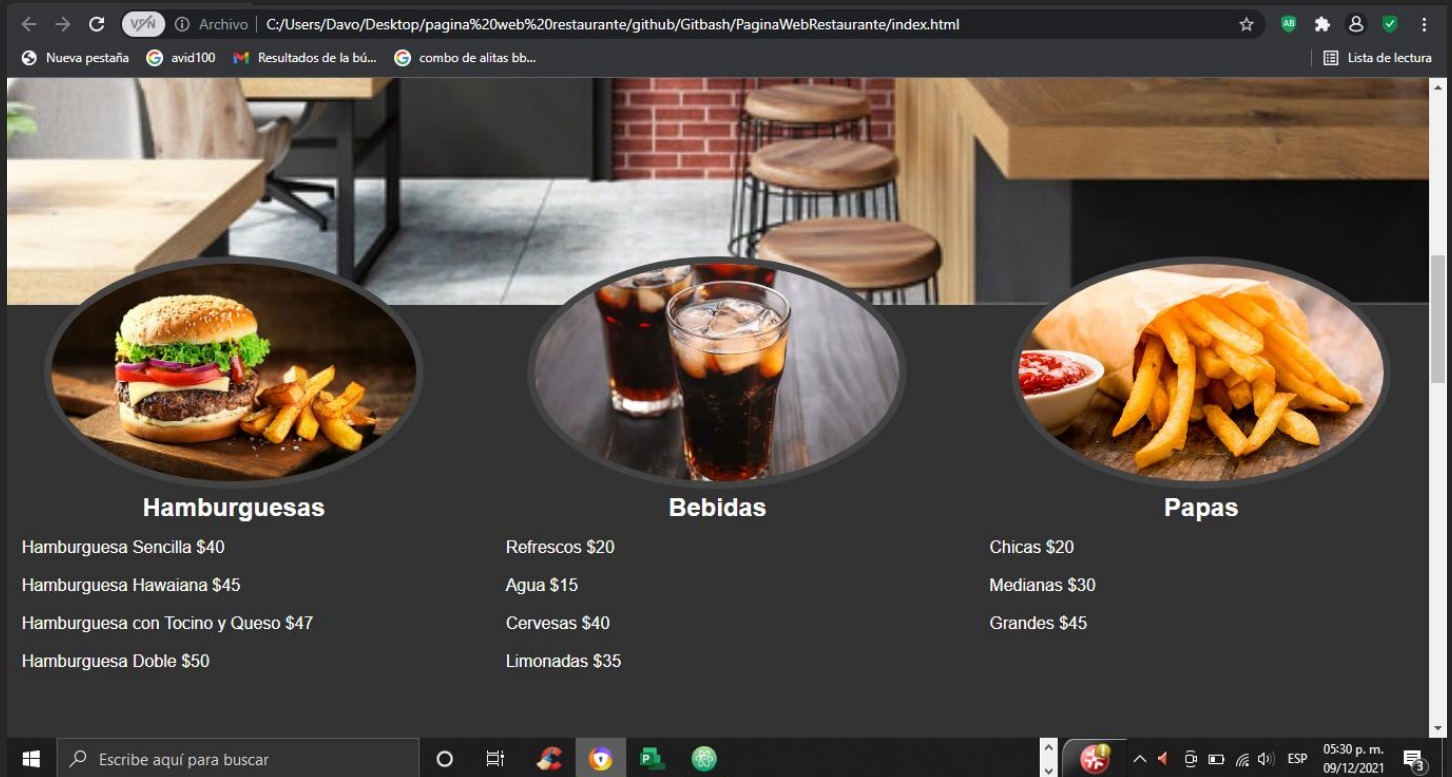 VPN
Archivo
C:/Users/Davo/Desktop/pagina%20web%20restaurante/github/Gitbash/PaginaWebRestaurante/index.html
AB
Nueva pestaña
avid100
Resultados de la bú...
combo de alitas bb...
Lista de lectura
Hamburguesas
Hamburguesa Sencilla $40
Hamburguesa Hawaiana $45
Hamburguesa con Tocino y Queso $47
Hamburguesa Doble $50
Bebidas
Refrescos $20
Agua $15
Cervesas $40
Limonadas $35
Papas
Chicas $20
Medianas $30
Grandes $45
Escribe aquí para buscar
ESP
05:30 p. m.
09/12/2021
3